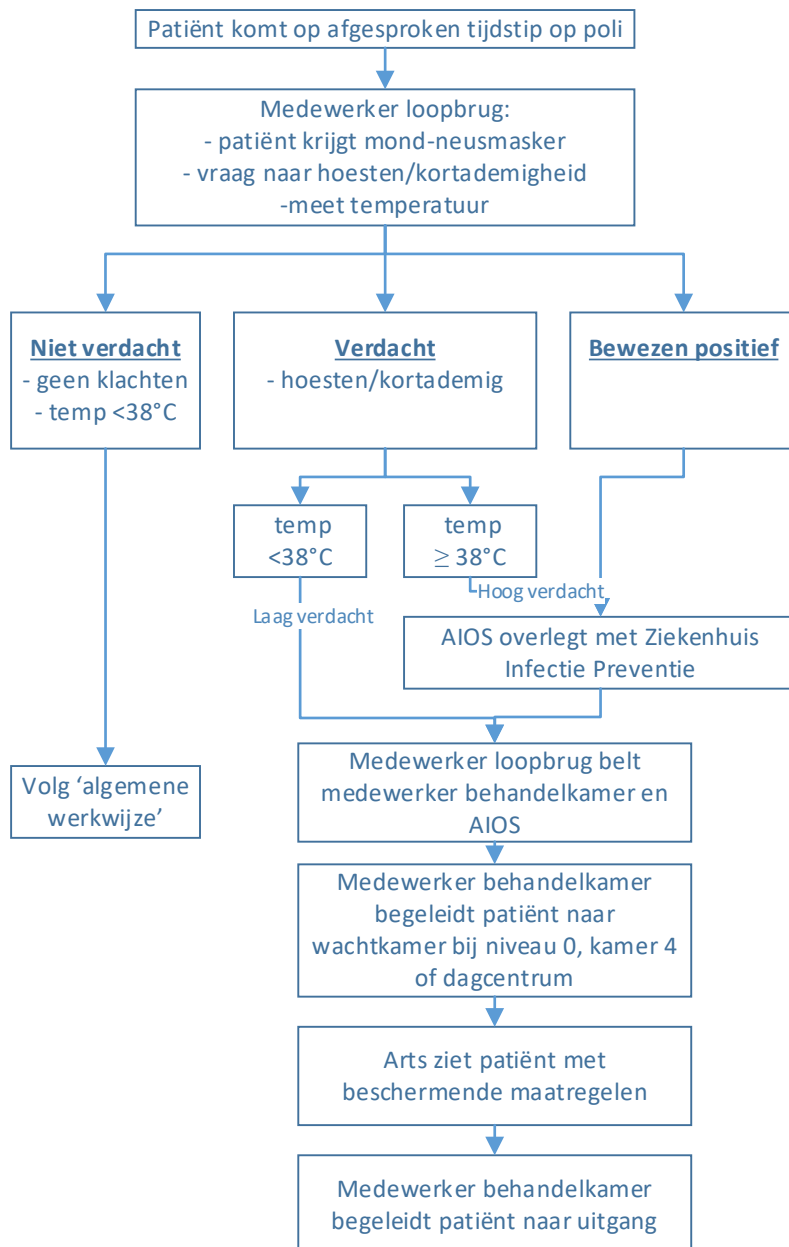 Patiënt komt op afgesproken tijdstip op poli
Medewerker loopbrug:
- patiënt krijgt mond-neusmasker
- vraag naar hoesten/kortademigheid
-meet temperatuur
Niet verdacht
- geen klachten
- temp <38°C
Verdacht
- hoesten/kortademig
Bewezen positief
temp
<38°C
temp
≥ 38°C
Laag verdacht
Hoog verdacht
AIOS overlegt met Ziekenhuis
Infectie Preventie
Volg ‘algemene
werkwijze’
Medewerker loopbrug belt
medewerker behandelkamer en
AIOS
Medewerker behandelkamer
begeleidt patiënt naar
wachtkamer bij niveau 0, kamer 4
of dagcentrum
Arts ziet patiënt met
beschermende maatregelen
Medewerker behandelkamer
begeleidt patiënt naar uitgang